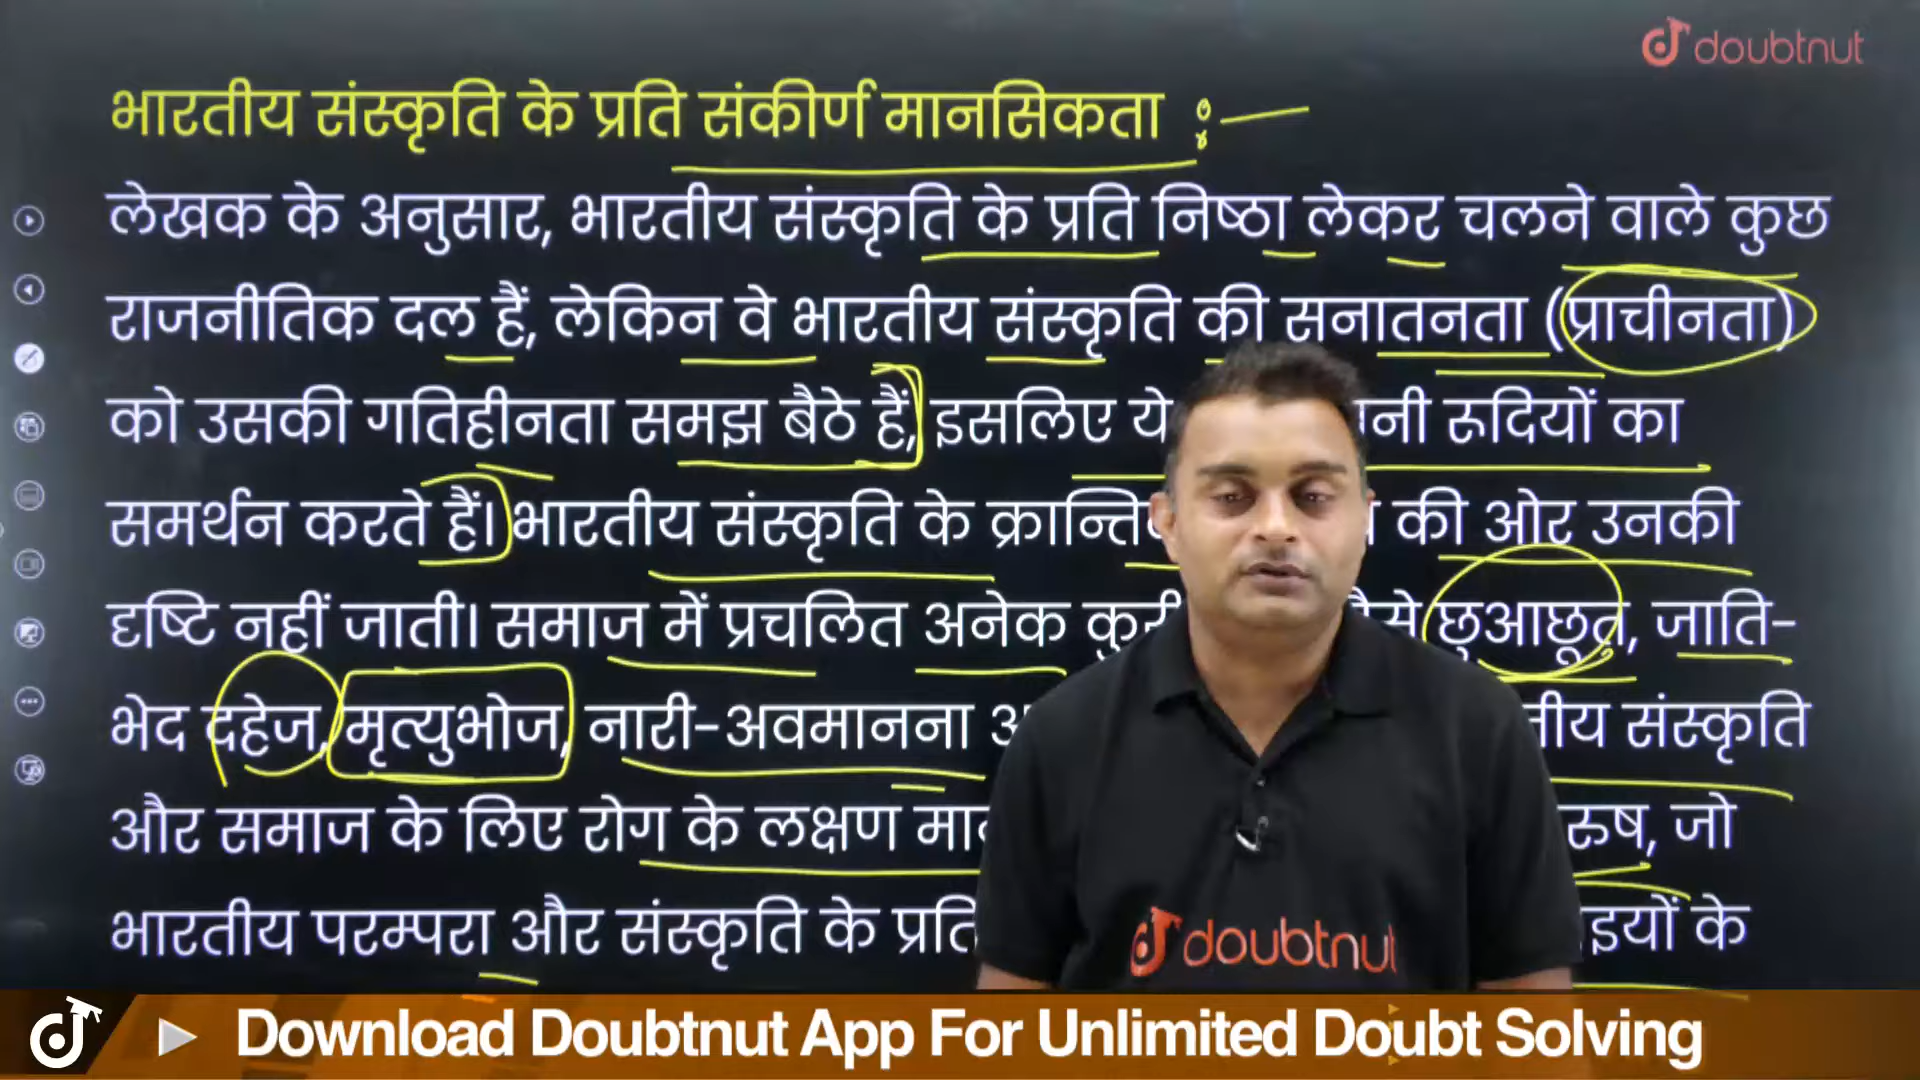 doubtnut
भारतीय संस्कृति के प्रति संकीर्ण मानसिकता :—
लेखक के अनुसार, भारतीय संस्कृति के प्रति निष्ठा लेकर चलने वाले कुछ
राजनीतिक दल हैं, लेकिन वे भारतीय संस्कृति की सनातनता (प्राचीनता)
को उसकी गतिहीनता समझ बैठे हैं, इसलिए ये रूदियों का
समर्थन करते हैं। भारतीय संस्कृति के की ओर उनकी
दृष्टि नहीं जाती। समाज में प्रचलित अनेक छुआछूत, जाति-
भेद दहेज, मृत्युभोज, नारी-अवमानना संस्कृति
और समाज के लिए रोग के लक्षण जो
भारतीय परम्परा और संस्कृति के प्रति के
doubtnut
Download Doubtnut App For Unlimited Doubt Solving